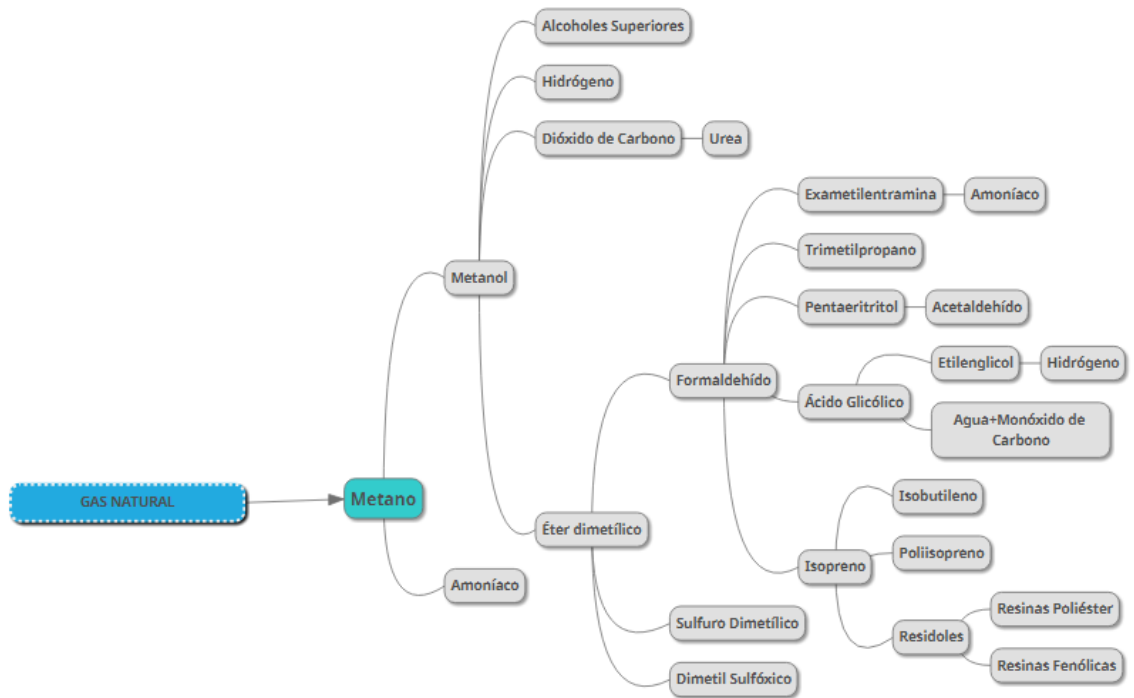 Alcoholes Superiores
Hidrógeno
Dióxido de Carbono
Urea
Exametilentramina
Amoníaco
Trimetilpropano
Metanol
Pentaeritritol
Acetaldehído
Etilenglicol
Hidrógeno
Formaldehído
Ácido Glicólico
Agua+Monóxido de
Carbono
GAS NATURAL
Metano
Isobutileno
Éter dimetílico
Poliisopreno
Isopreno
Amoníaco
Resinas Poliéster
Sulfuro Dimetílico
Residoles
Resinas Fenólicas
Dimetil Sulfóxico